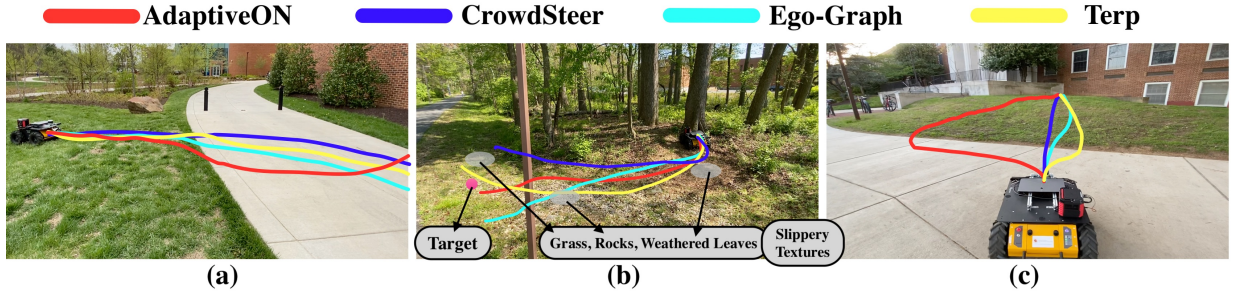 AdaptiveON CrowdSteer Ego-Graph Terp
Target
Grass, Rocks, Weathered Leaves
Slippery
Textures
(a) (b) (c)